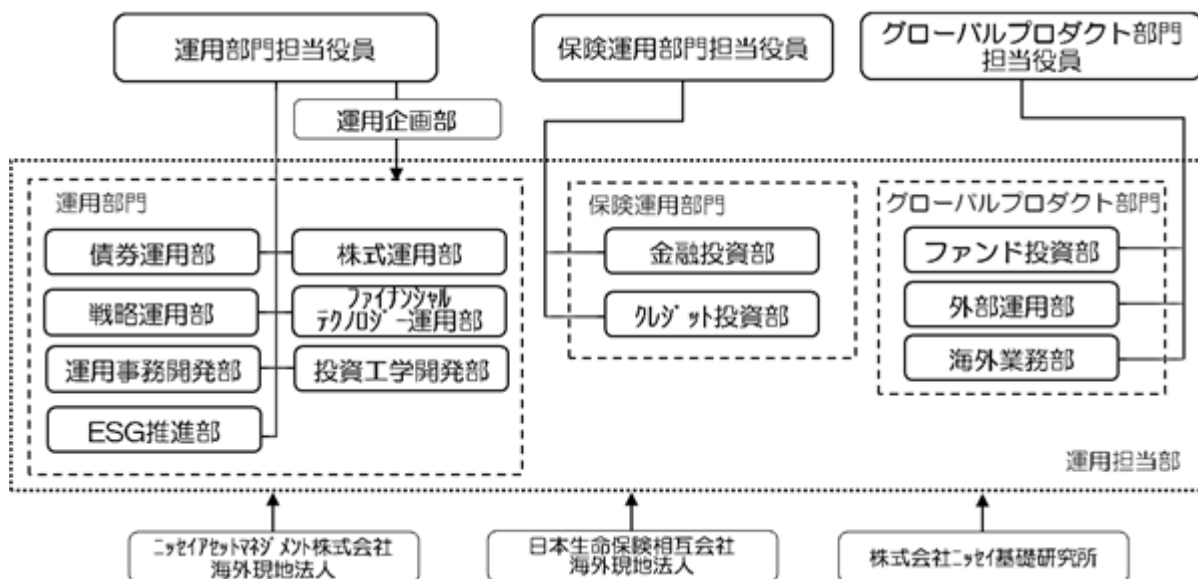 運用部門担当役員
保険運用部門担当役員
グローバルプロダクト部門
担当役員
運用企画部
運用部門
債券運用部
株式運用部
戦略運用部
ファイナンシャル
テクノロジー運用部
運用事務開発部
投資工学開発部
ESG推進部
保険運用部門
金融投資部
クレジット投資部
グローバルプロダクト部門
ファンド投資部
外部運用部
海外業務部
運用担当部
ニッセイアセットマネジメント株式会社
海外現地法人
日本生命保険相互会社
海外現地法人
株式会社ニッセイ基礎研究所